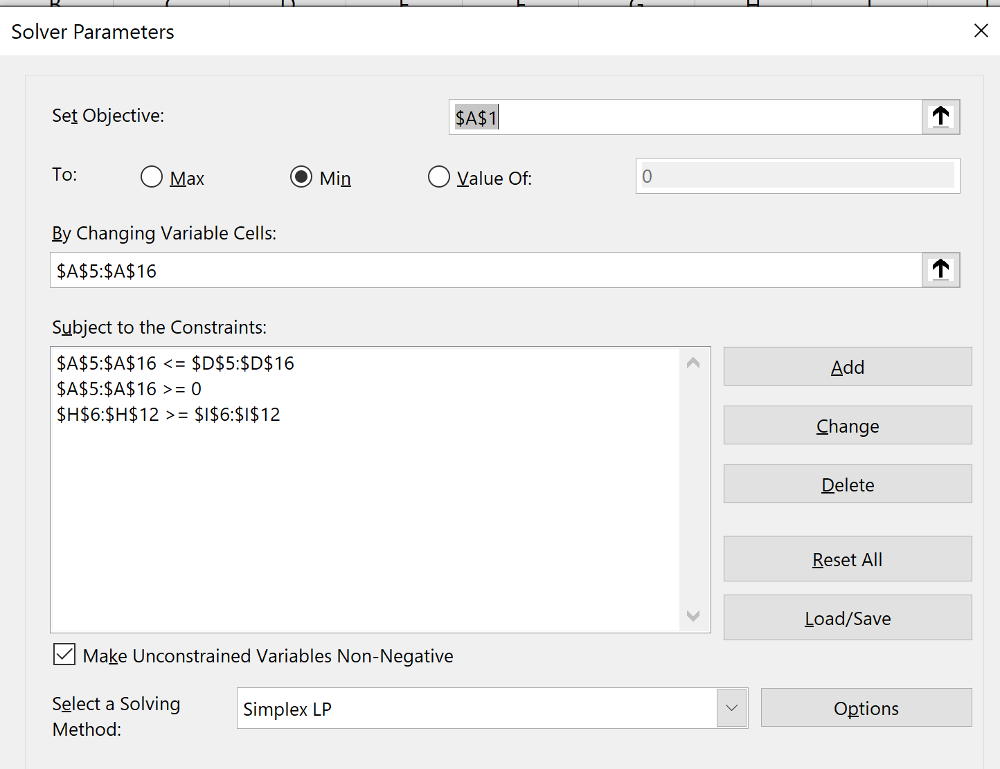 Solver Parameters
Set Objective:
$A$1
To:
Max
Min
Value Of:
0
By Changing Variable Cells:
$A$5:$A$16
Subject to the Constraints:
$A$5:$A$16 <= $D$5:$D$16
$A$5:$A$16 >= 0
$H$6:$H$12 >= $I$6:$I$12
Add
Change
Delete
Reset All
Load/Save
Make Unconstrained Variables Non-Negative
Select a Solving
Method:
Simplex LP
Options